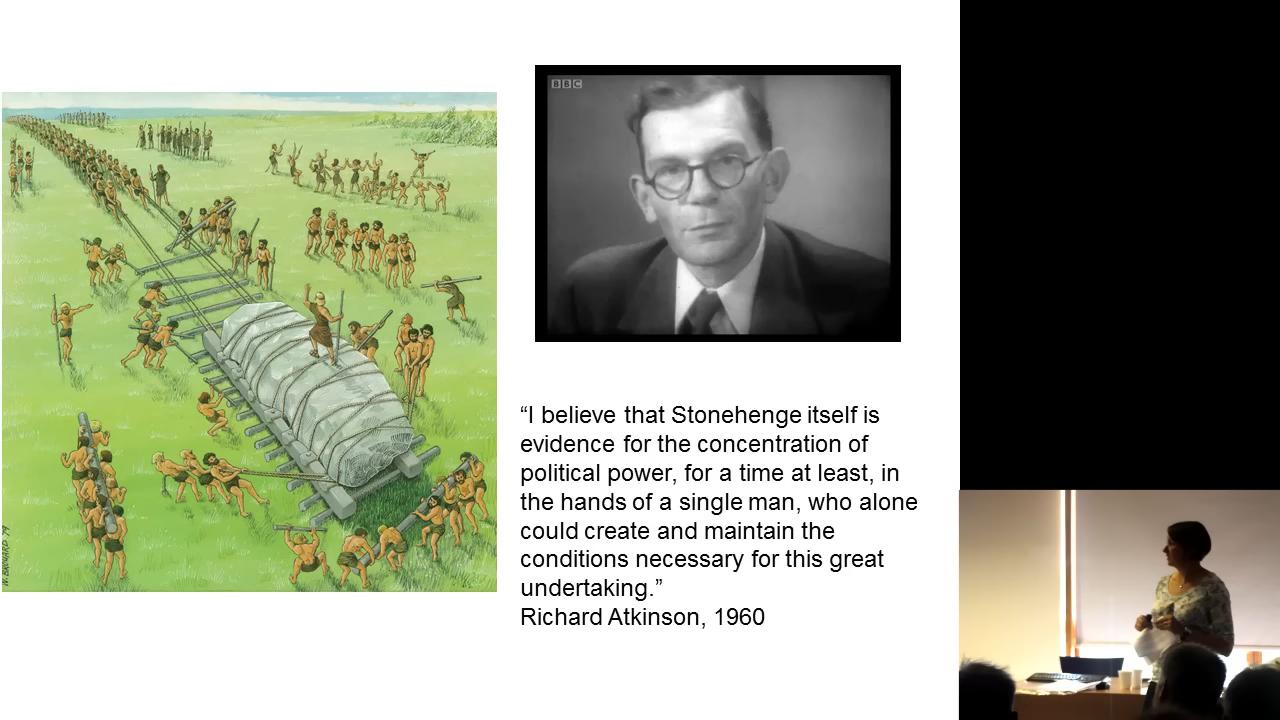 BBC
“I believe that Stonehenge itself is
evidence for the concentration of
political power, for a time at least, in
the hands of a single man, who alone
could create and maintain the
conditions necessary for this great
undertaking.”
Richard Atkinson, 1960